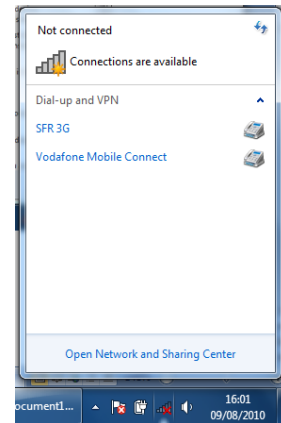 Not connected
Connections are available
Dial-up and VPN
SFR 3G
Vodafone Mobile Connect
Open Network and Sharing Center
ocument1...
16:01
09/08/2010